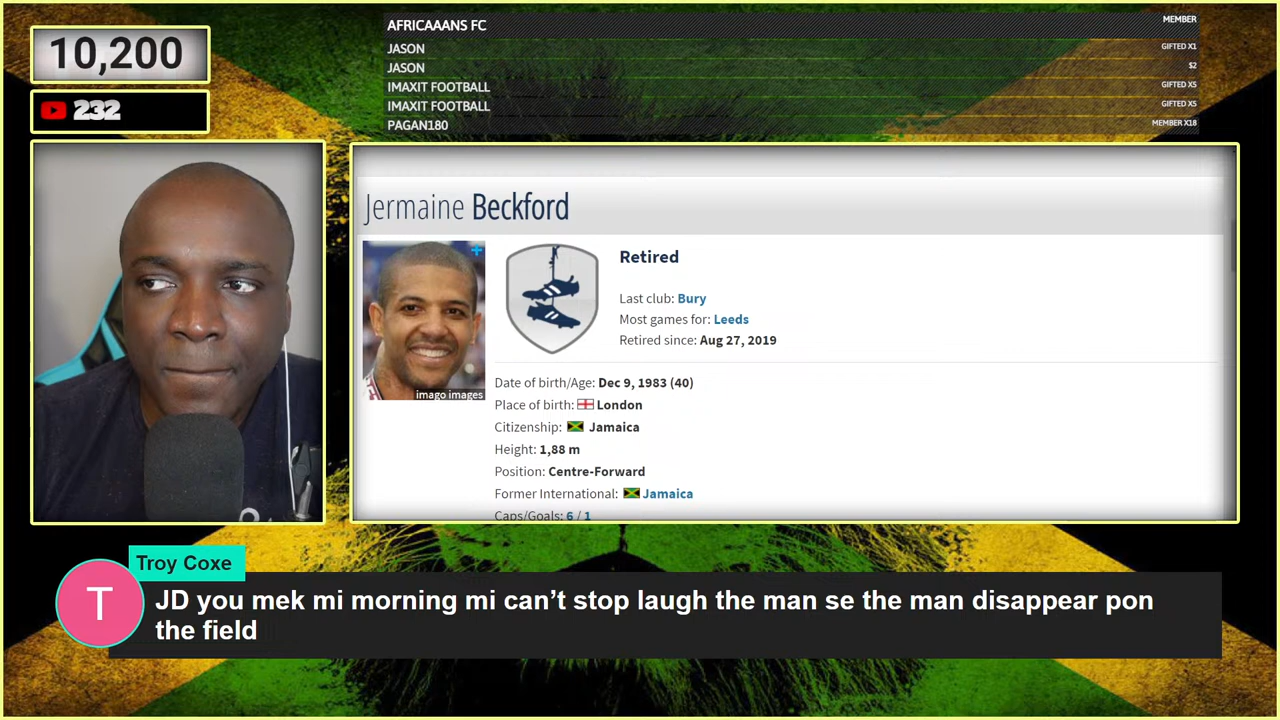 10,200
232
AFRICAAANS FC MEMBER
JASON GIFTED X1
JASON $2
IMAXIT FOOTBALL GIFTED X5
IMAXIT FOOTBALL GIFTED X5
PAGAN180 MEMBER X18
Jermaine Beckford
imago images
Retired
Last club: Bury
Most games for: Leeds
Retired since: Aug 27, 2019
Date of birth/Age: Dec 9, 1983 (40)
Place of birth: London
Citizenship: Jamaica
Height: 1,88 m
Position: Centre-Forward
Former International: Jamaica
Caps/Goals: 6 / 1
Troy Coxe
T
JD you mek mi morning mi can’t stop laugh the man se the man disappear pon
the field